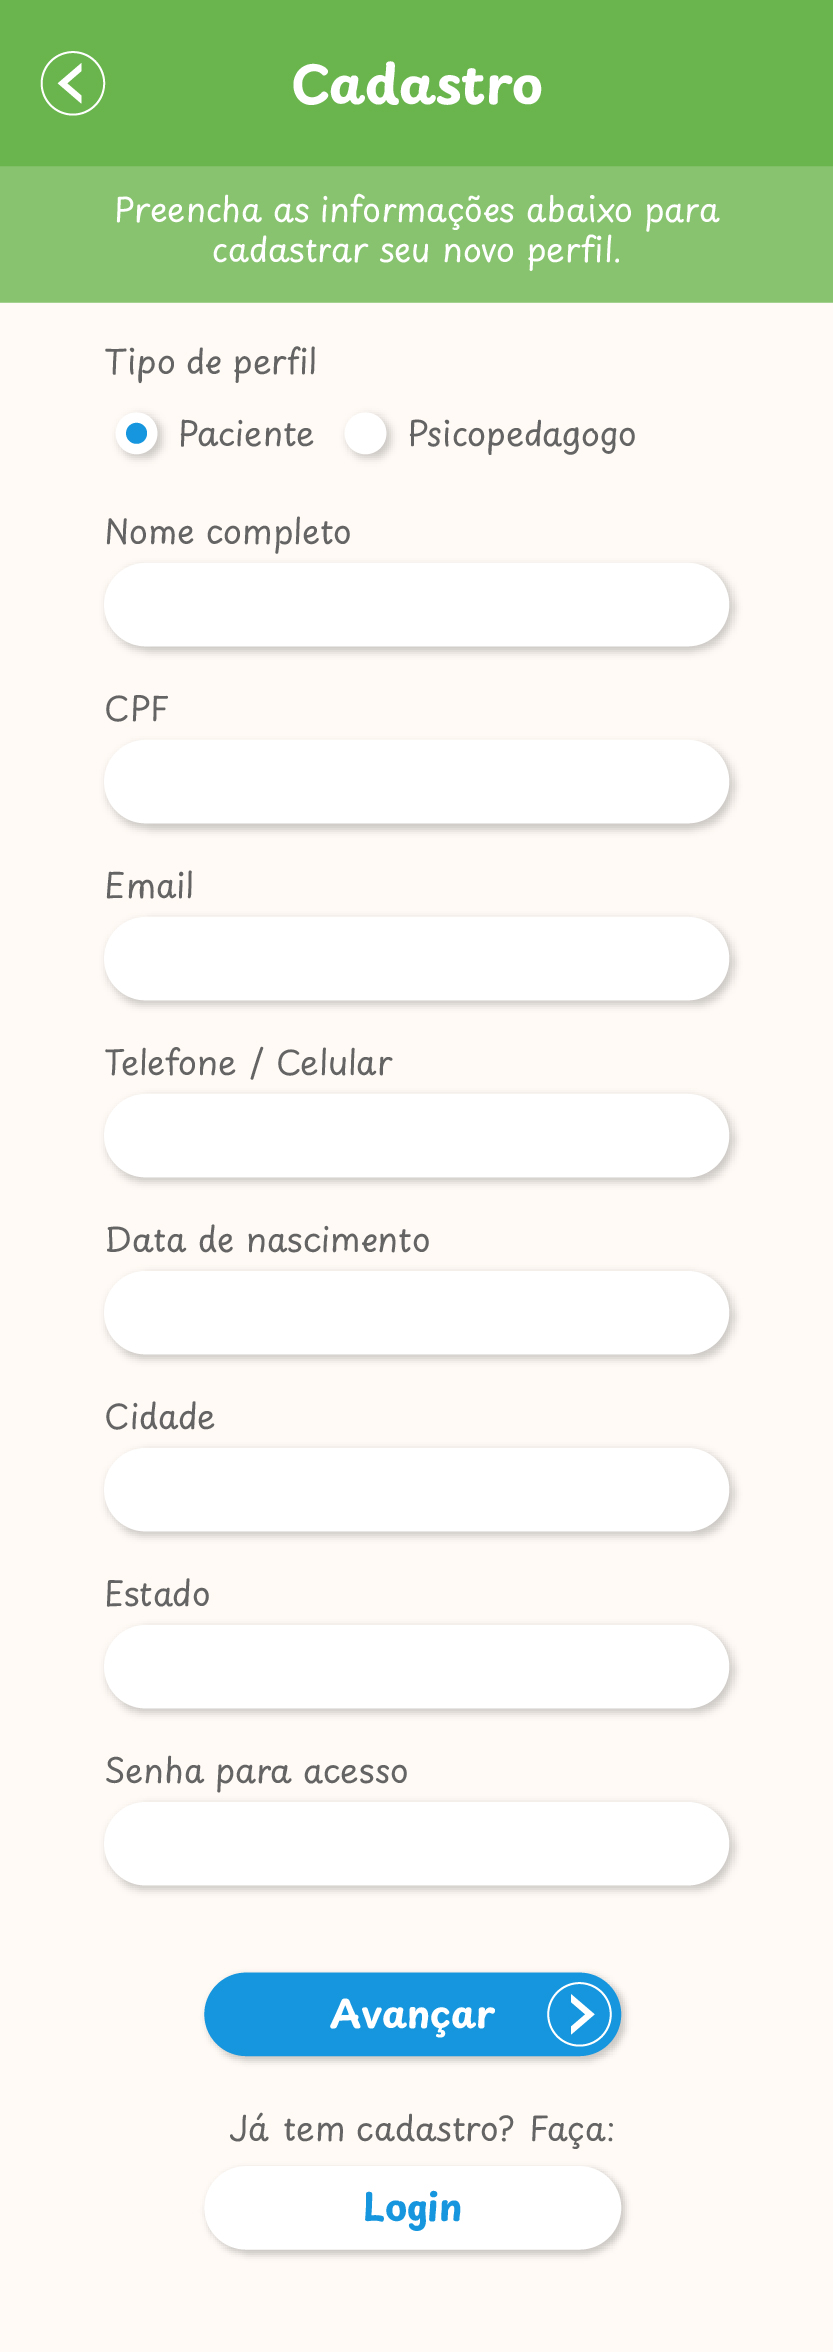 Cadastro
Preencha as informações abaixo para
cadastrar seu novo perfil.
Tipo de perfil
Paciente Psicopedagogo
Nome completo
CPF
Email
Telefone / Celular
Data de nascimento
Cidade
Estado
Senha para acesso
Avançar
Já tem cadastro? Faça:
Login